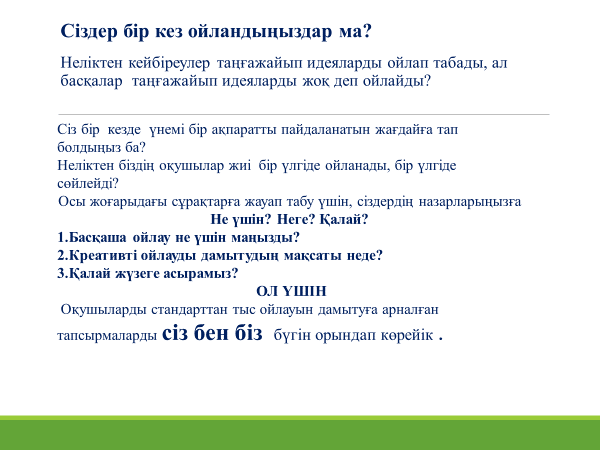 Сіздер бір кез ойландыңыздар ма?
Неліктен кейбіреулер таңғажайып идеяларды ойлап табады, ал
басқалар таңғажайып идеяларды жоқ деп ойлайды?
Сіз бір кезде үнемі бір ақпаратты пайдаланатын жағдайға тап
болдыңыз ба?
Неліктен біздің оқушылар жиі бір үлгіде ойланады, бір үлгіде
сөйлейді?
Осы жоғарыдағы сұрақтарға жауап табу үшін, сіздердің назарларыңызға
Не үшін? Неге? Қалай?
1.Басқаша ойлау не үшін маңызды?
2.Креативті ойлауды дамытудың мақсаты неде?
3.Қалай жүзеге асырамыз?
ОЛ ҮШІН
Оқушыларды стандарттан тыс ойлауын дамытуға арналған
тапсырмаларды сіз бен біз бүгін орындап көрейік .